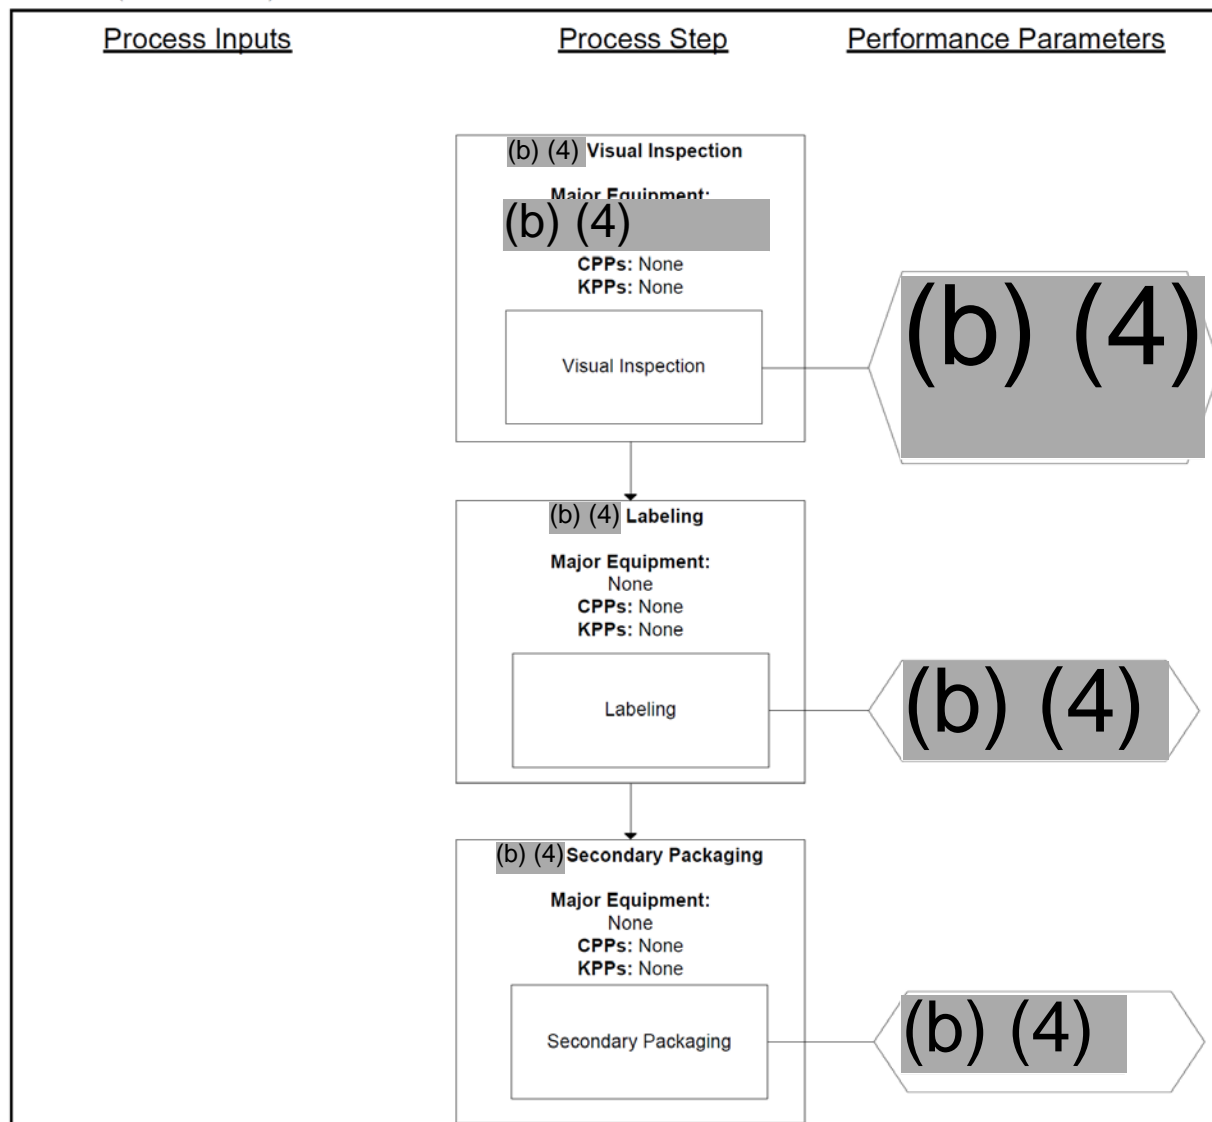 Process Inputs
Process Step
Performance Parameters
(b) (4) Visual Inspection
Major Equipment:
(b) (4)
CPPs: None
KPPs: None
Visual Inspection
(b) (4)
(b) (4) Labeling
Major Equipment:
None
CPPs: None
KPPs: None
Labeling
(b) (4)
(b) (4) Secondary Packaging
Major Equipment:
None
CPPs: None
KPPs: None
Secondary Packaging
(b) (4)